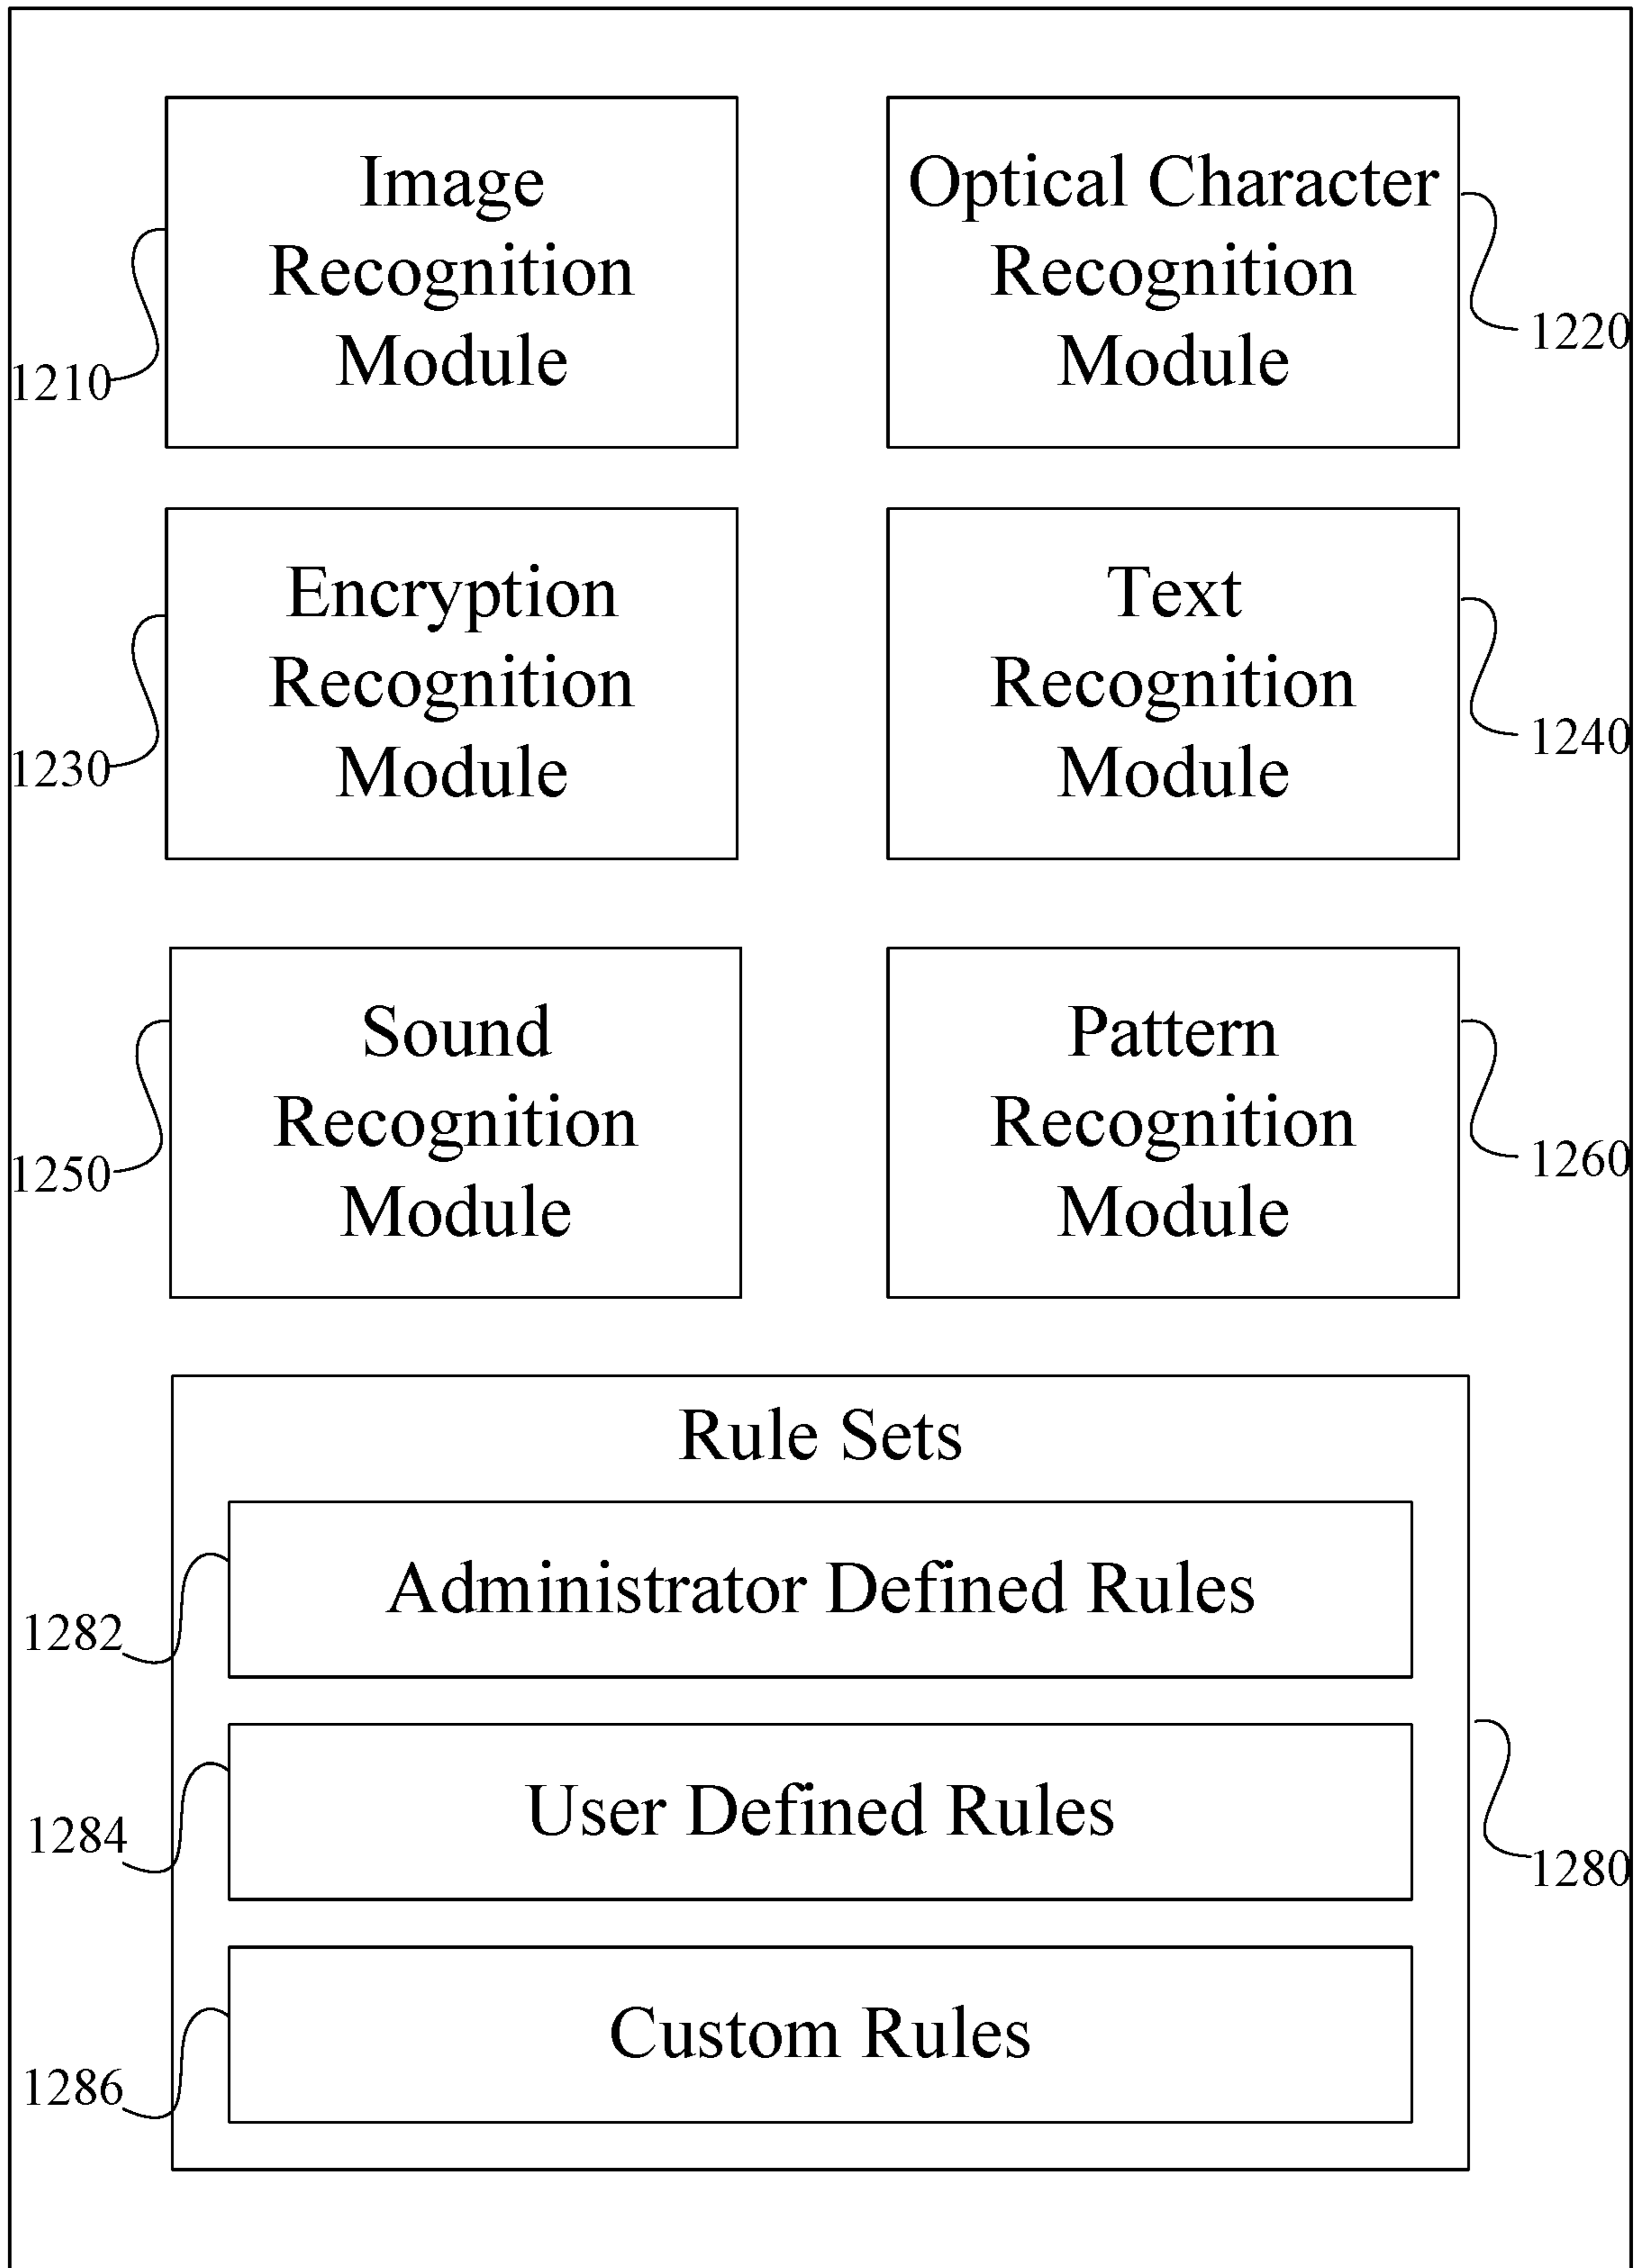 Image
Recognition
Module
1210
Optical Character
Recognition
Module
1220
Encryption
Recognition
Module
1230
Text
Recognition
Module
1240
Sound
Recognition
Module
1250
Pattern
Recognition
Module
1260
Rule Sets
Administrator Defined Rules
1282
User Defined Rules
1284
1280
Custom Rules
1286